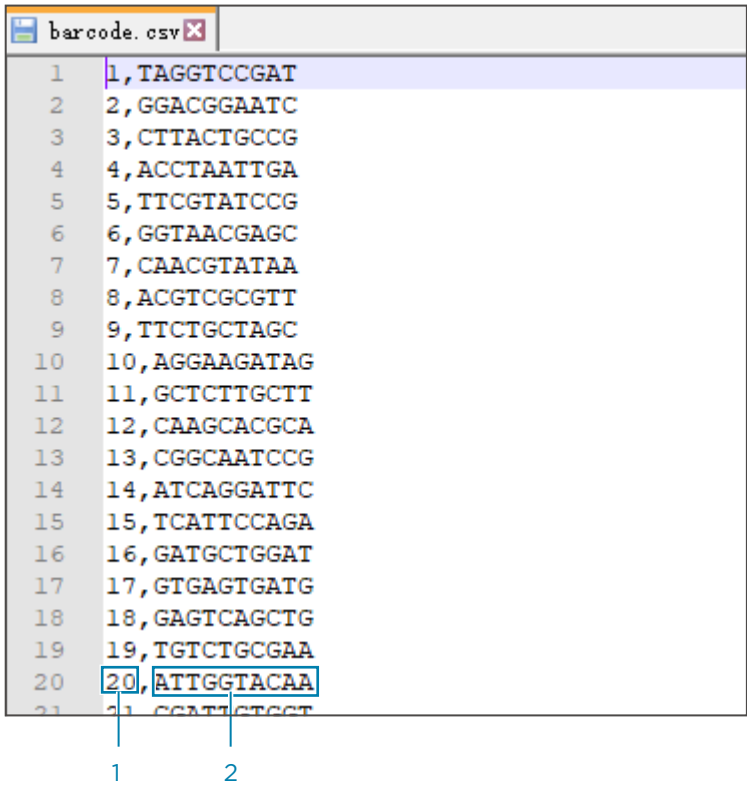 barcode.csv
1 1,TAGGTCCGAT
2 2,GGACGGAATC
3 3,CTTACTGCCG
4 4,ACCTAATTGA
5 5,TTCGTATCCG
6 6,GGTAACGAGC
7 7,CAACGTATAA
8 8,ACGTCGCGTT
9 9,TTCTGCTAGC
10 10,AGGAAGATAG
11 11,GCTCTTGCTT
12 12,CAAGCACGCA
13 13,CGGCAATCCG
14 14,ATCAGGATTC
15 15,TCATTCCAGA
16 16,GATGCTGGAT
17 17,GTGAGTGATG
18 18,GAGTCAGCTG
19 19,TGTCTGCGAA
20 20,ATTGGTACAA
21 21,CGATTGTGGT
1 2